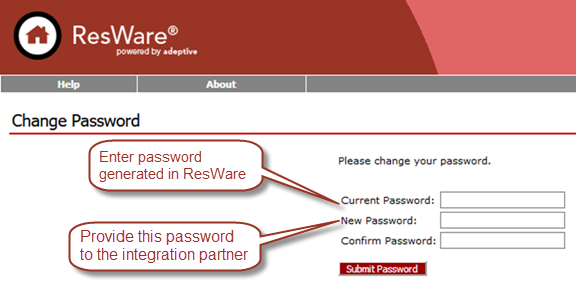 ResWare®
powered by adeptive
Help About
Change Password
Enter password
generated in ResWare
Please change your password.
Current Password:
New Password:
Provide this password
to the integration partner
Confirm Password:
Submit Password